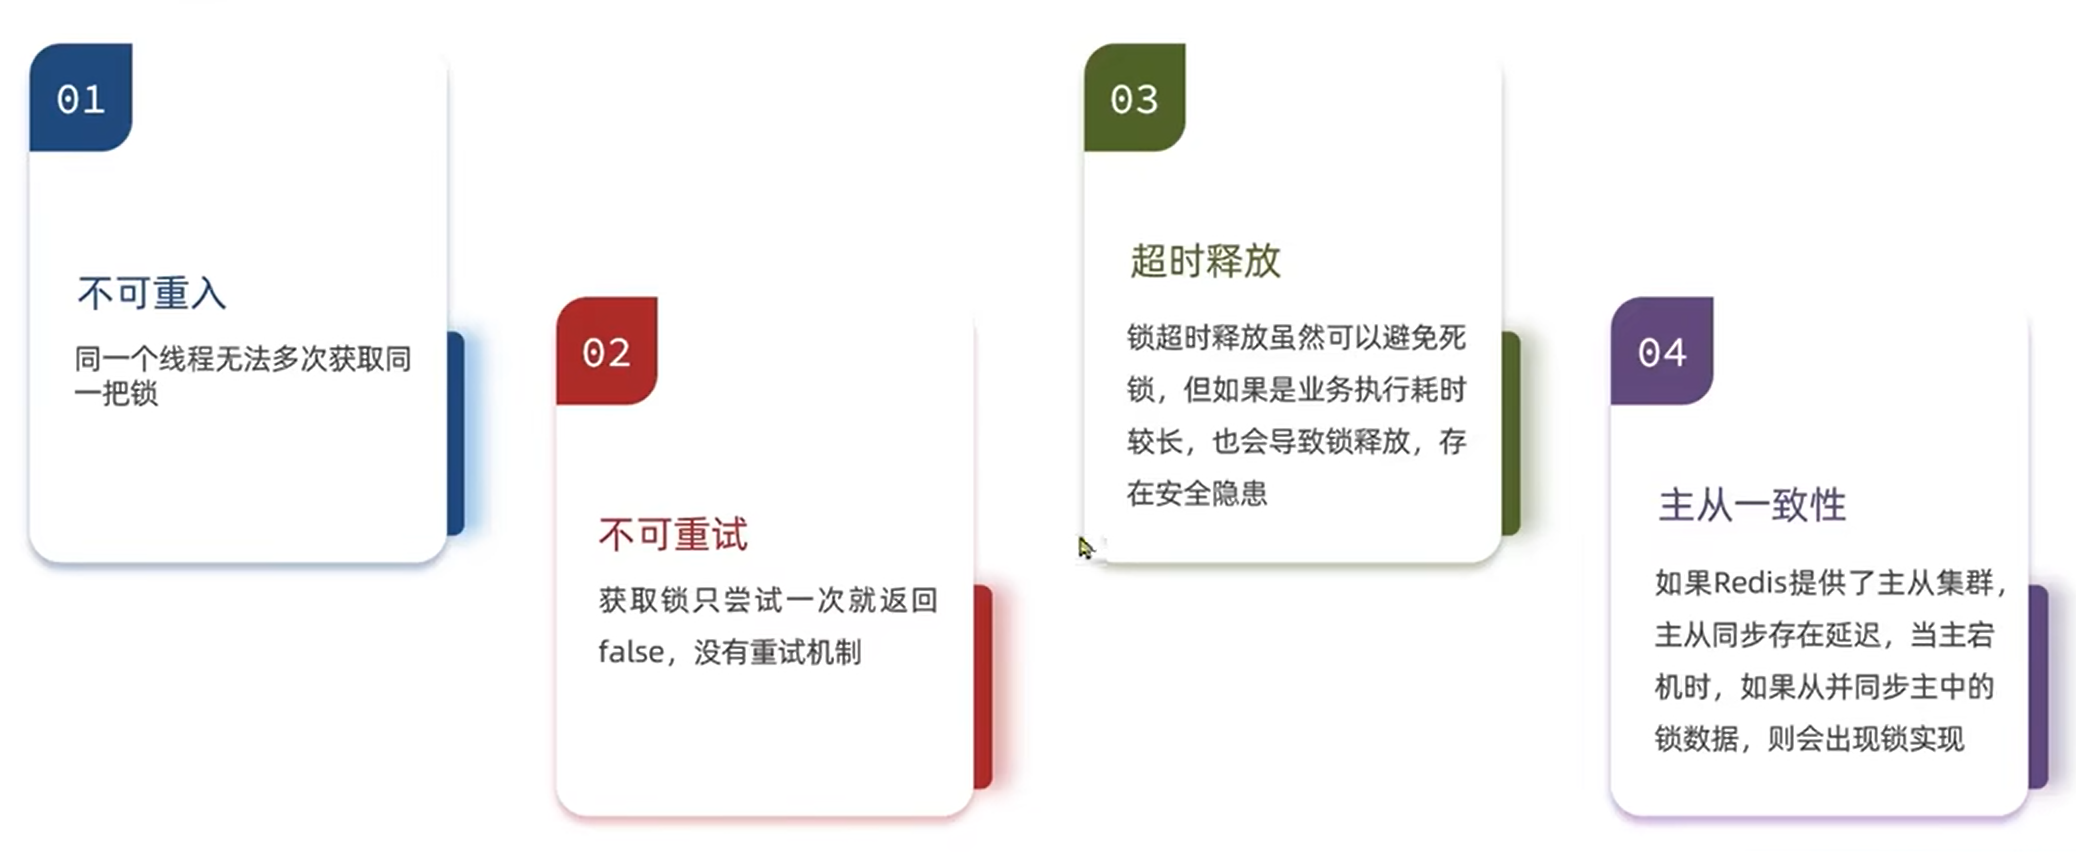 01
不可重入
同一个线程无法多次获取同
一把锁
02
不可重试
获取锁只尝试一次就返回
false，没有重试机制
03
超时释放
锁超时释放虽然可以避免死
锁，但如果是业务执行耗时
较长，也会导致锁释放，存
在安全隐患
04
主从一致性
如果Redis提供了主从集群，
主从同步存在延迟，当主宕
机时，如果从并同步主中的
锁数据，则会出现锁实现